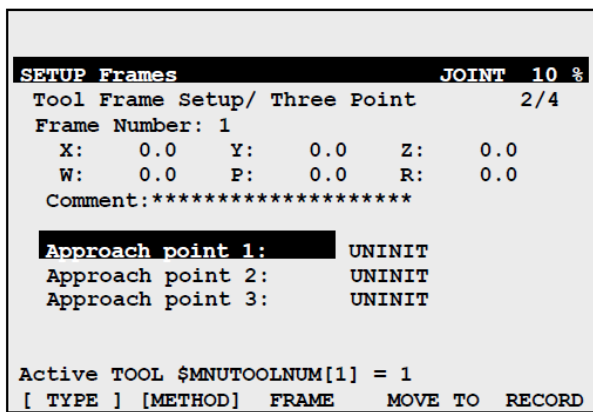 SETUP Frames JOINT 10 %
Tool Frame Setup/ Three Point 2/4
Frame Number: 1
X: 0.0 Y: 0.0 Z: 0.0
W: 0.0 P: 0.0 R: 0.0
Comment:********************
Approach point 1: UNINIT
Approach point 2: UNINIT
Approach point 3: UNINIT
Active TOOL $MNUTOOLNUM[1] = 1
[ TYPE ] [METHOD] FRAME MOVE TO RECORD